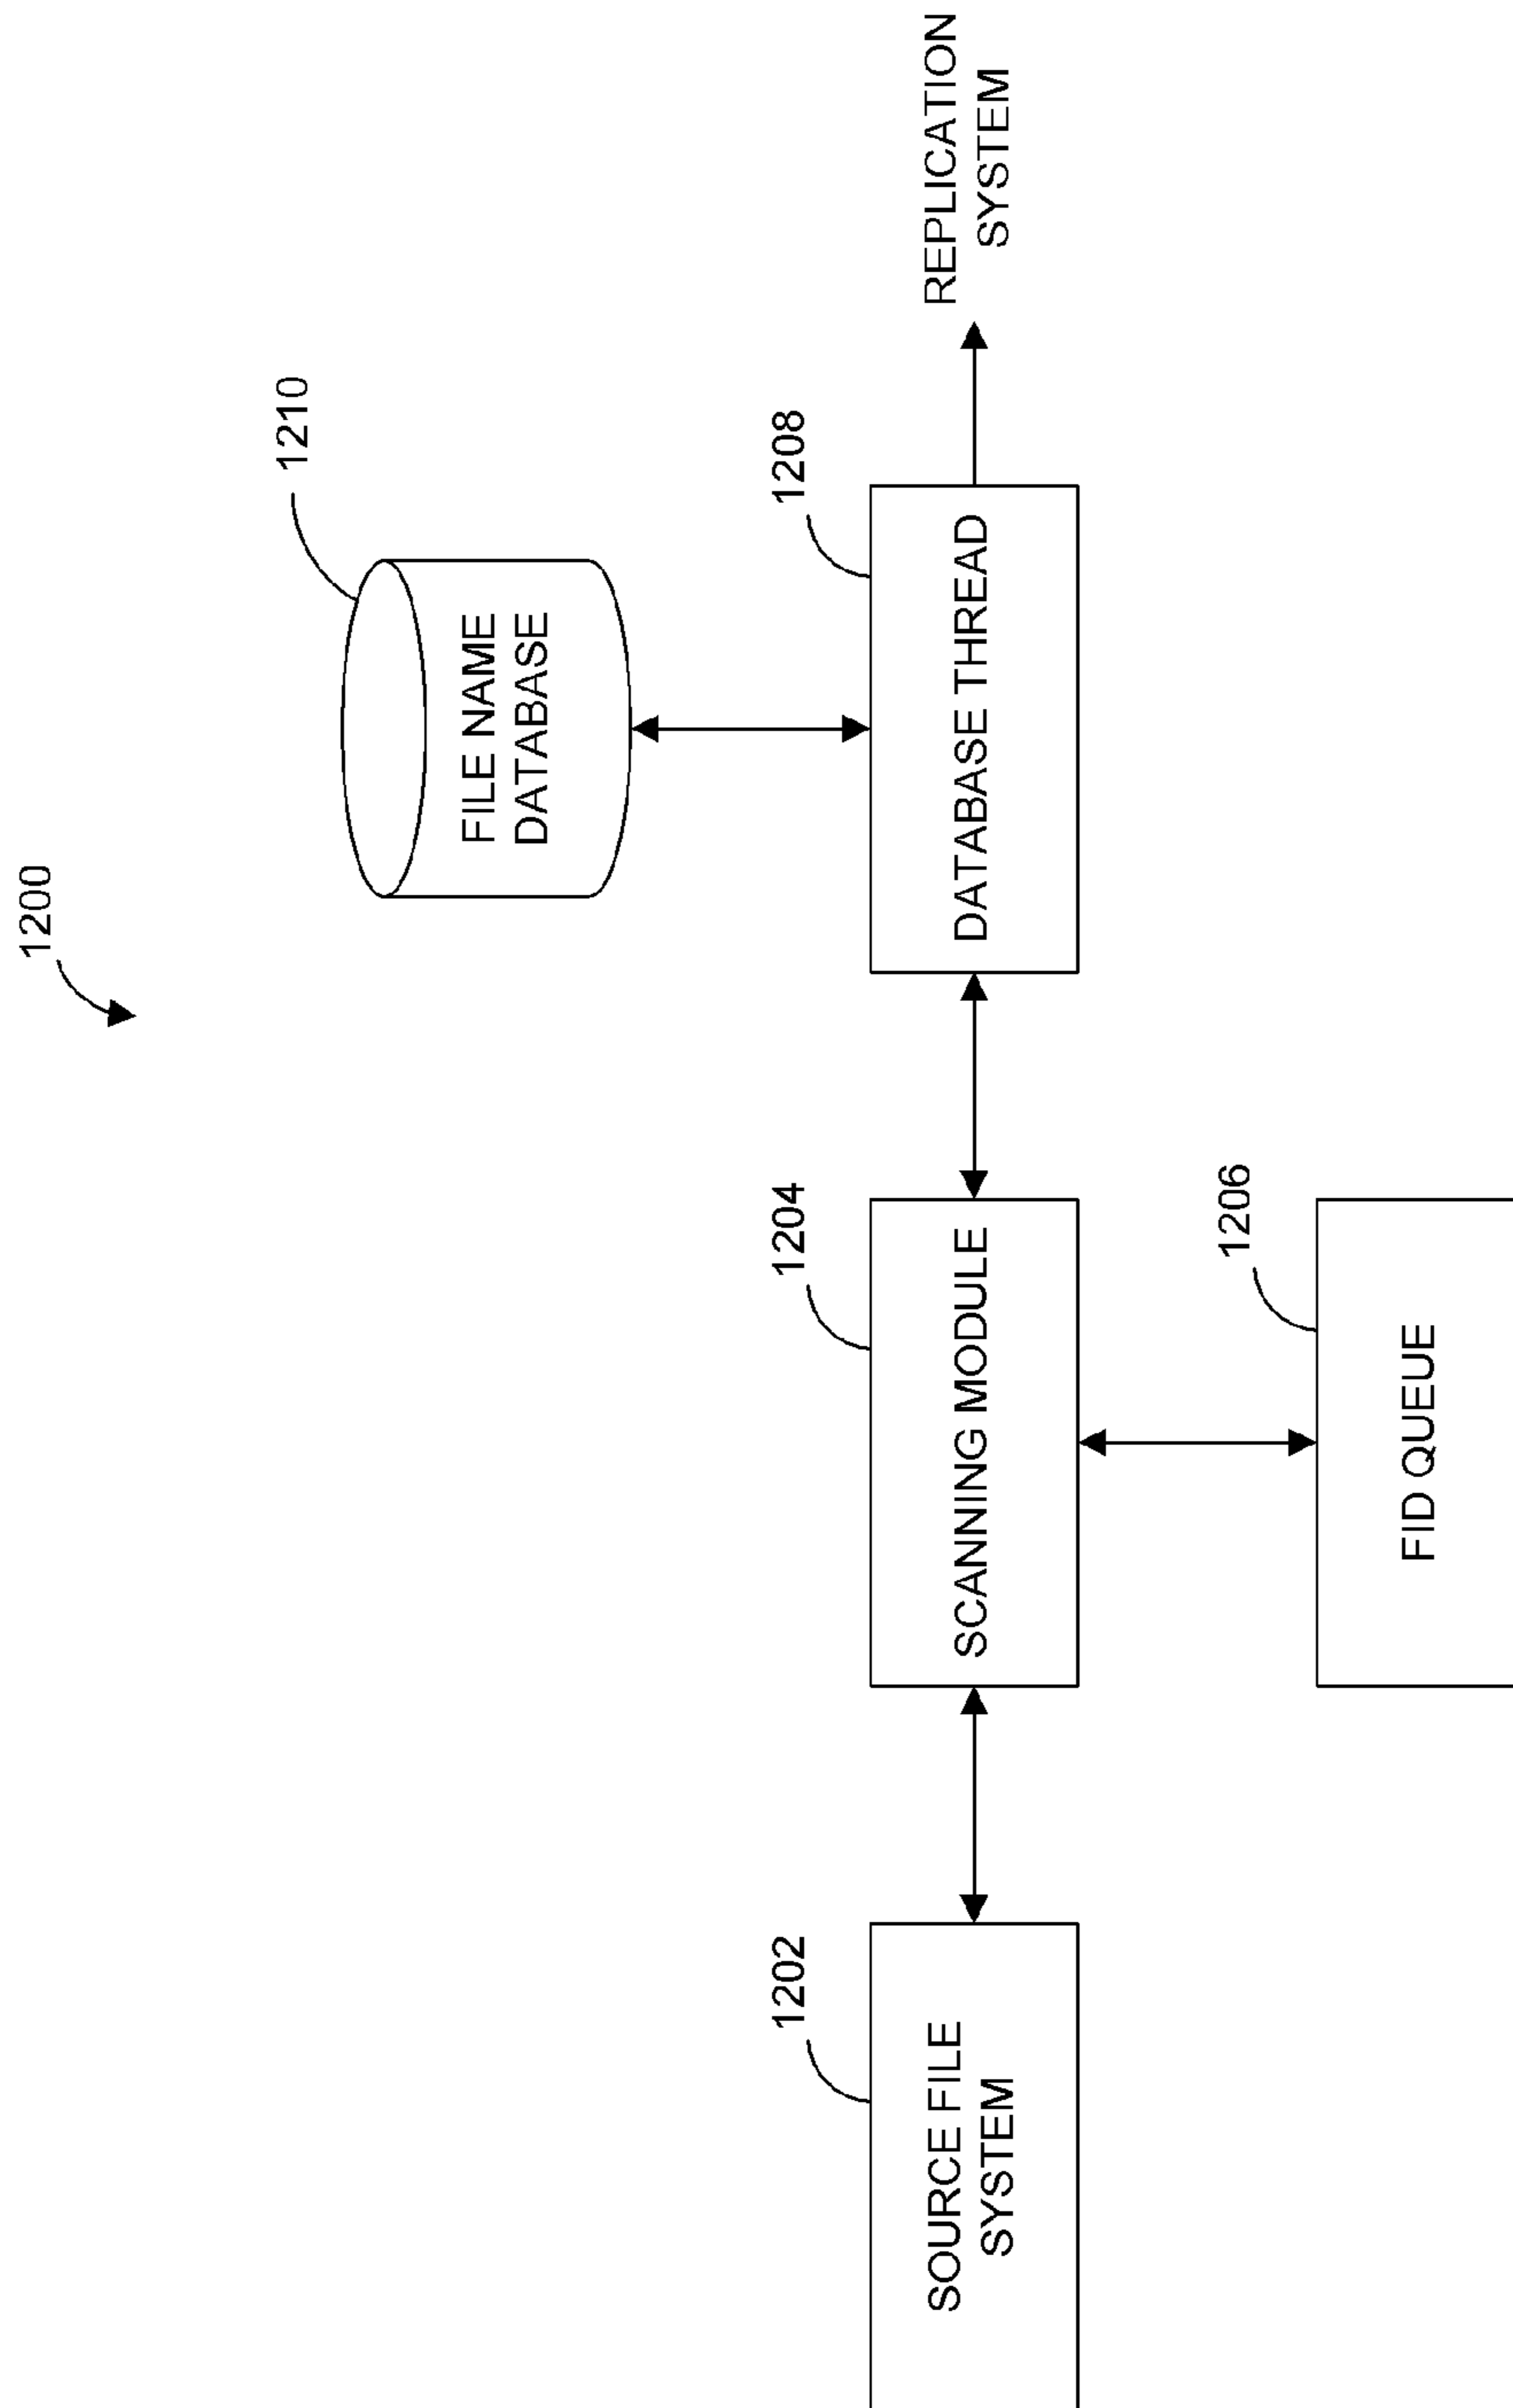 1200
1210
FILE NAME
DATABASE
1202
1204
1208
SOURCE FILE
SYSTEM
SCANNING MODULE
DATABASE THREAD
REPLICATION
SYSTEM
1206
FID QUEUE